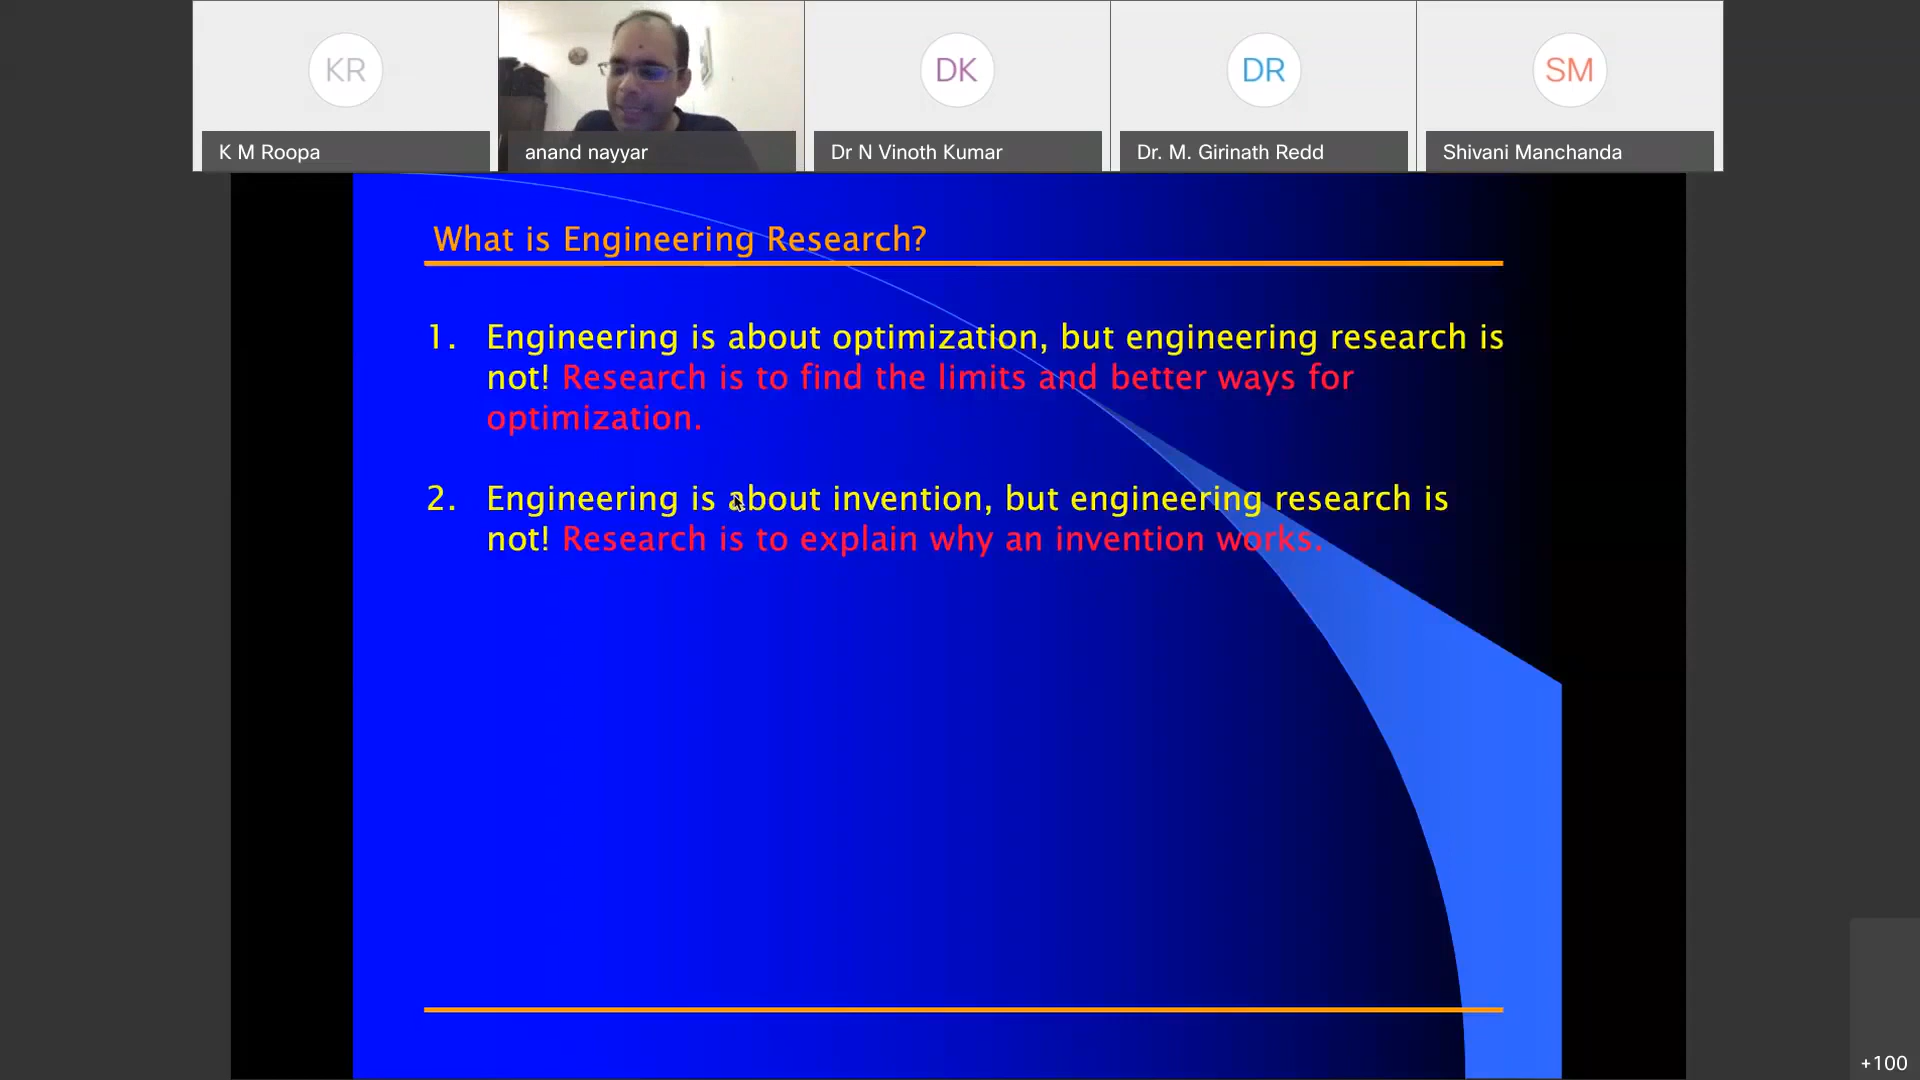 KR
DK
DR
SM
K M Roopa
anand nayyar
Dr N Vinoth Kumar
Dr. M. Girinath Redd
Shivani Manchanda
What is Engineering Research?
1. Engineering is about optimization, but engineering research is
not! Research is to find the limits and better ways for
optimization.
2. Engineering is about invention, but engineering research is
not! Research is to explain why an invention works.
+100